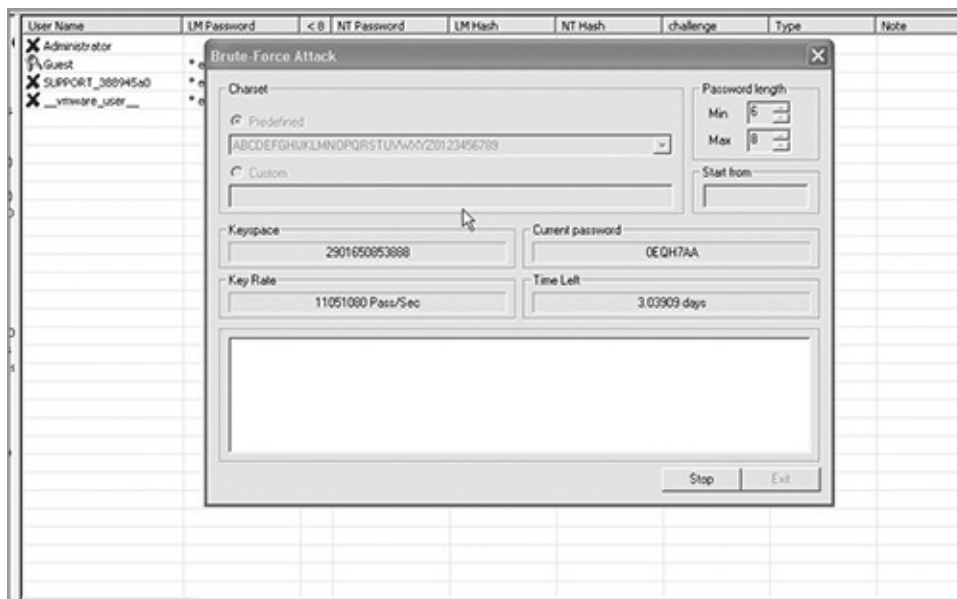 User Name LM Password < 8 NT Password LM Hash NT Hash challenge Type Note
Administrator
Guest * e
SUPPORT_388945a0 * e
__vmware_user__ * e
Brute-Force Attack
Charset
Predefined
ABCDEFGHIJKLMNOPQRSTUVWXYZ0123456789
Custom
Password length
Min 6
Max 8
Start from
Keyspace
2901650853888
Current password
0EQH7AA
Key Rate
11051080 Pass/Sec
Time Left
3.03909 days
Stop Exit